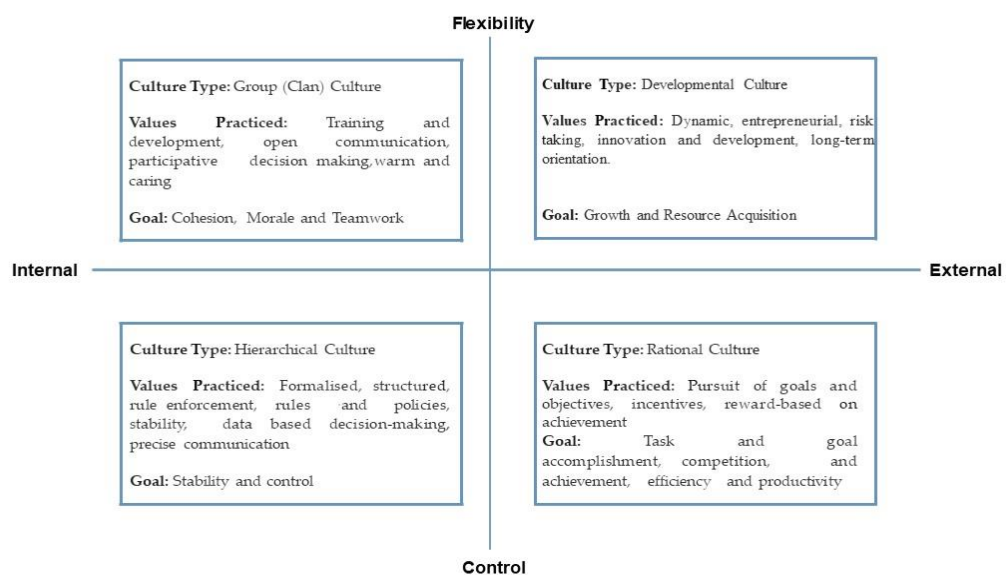 Flexibility
Culture Type: Group (Clan) Culture
Values Practiced: Training and
development, open communication,
participative decision making, warm and
caring
Goal: Cohesion, Morale and Teamwork
Culture Type: Developmental Culture
Values Practiced: Dynamic, entrepreneurial, risk
taking, innovation and development, long-term
orientation.
Goal: Growth and Resource Acquisition
Internal
External
Culture Type: Hierarchical Culture
Values Practiced: Formalised, structured,
rule enforcement, rules and policies,
stability, data based decision-making,
precise communication
Goal: Stability and control
Culture Type: Rational Culture
Values Practiced: Pursuit of goals and
objectives, incentives, reward-based on
achievement
Goal: Task and goal
accomplishment, competition, and
achievement, efficiency and productivity
Control